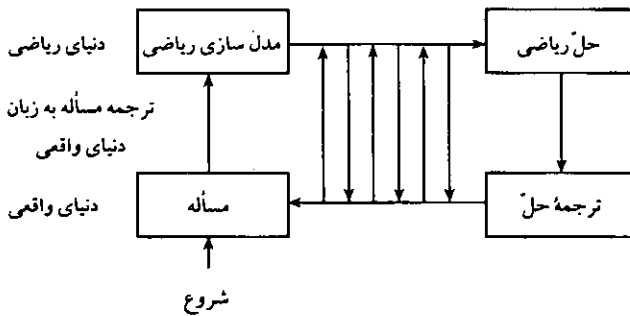 حلّ ریاضی
مدل سازی ریاضی
دنیای ریاضی
ترجمه مسأله به زبان
دنیای واقعی
ترجمهٔ حلّ
مسأله
دنیای واقعی
شروع